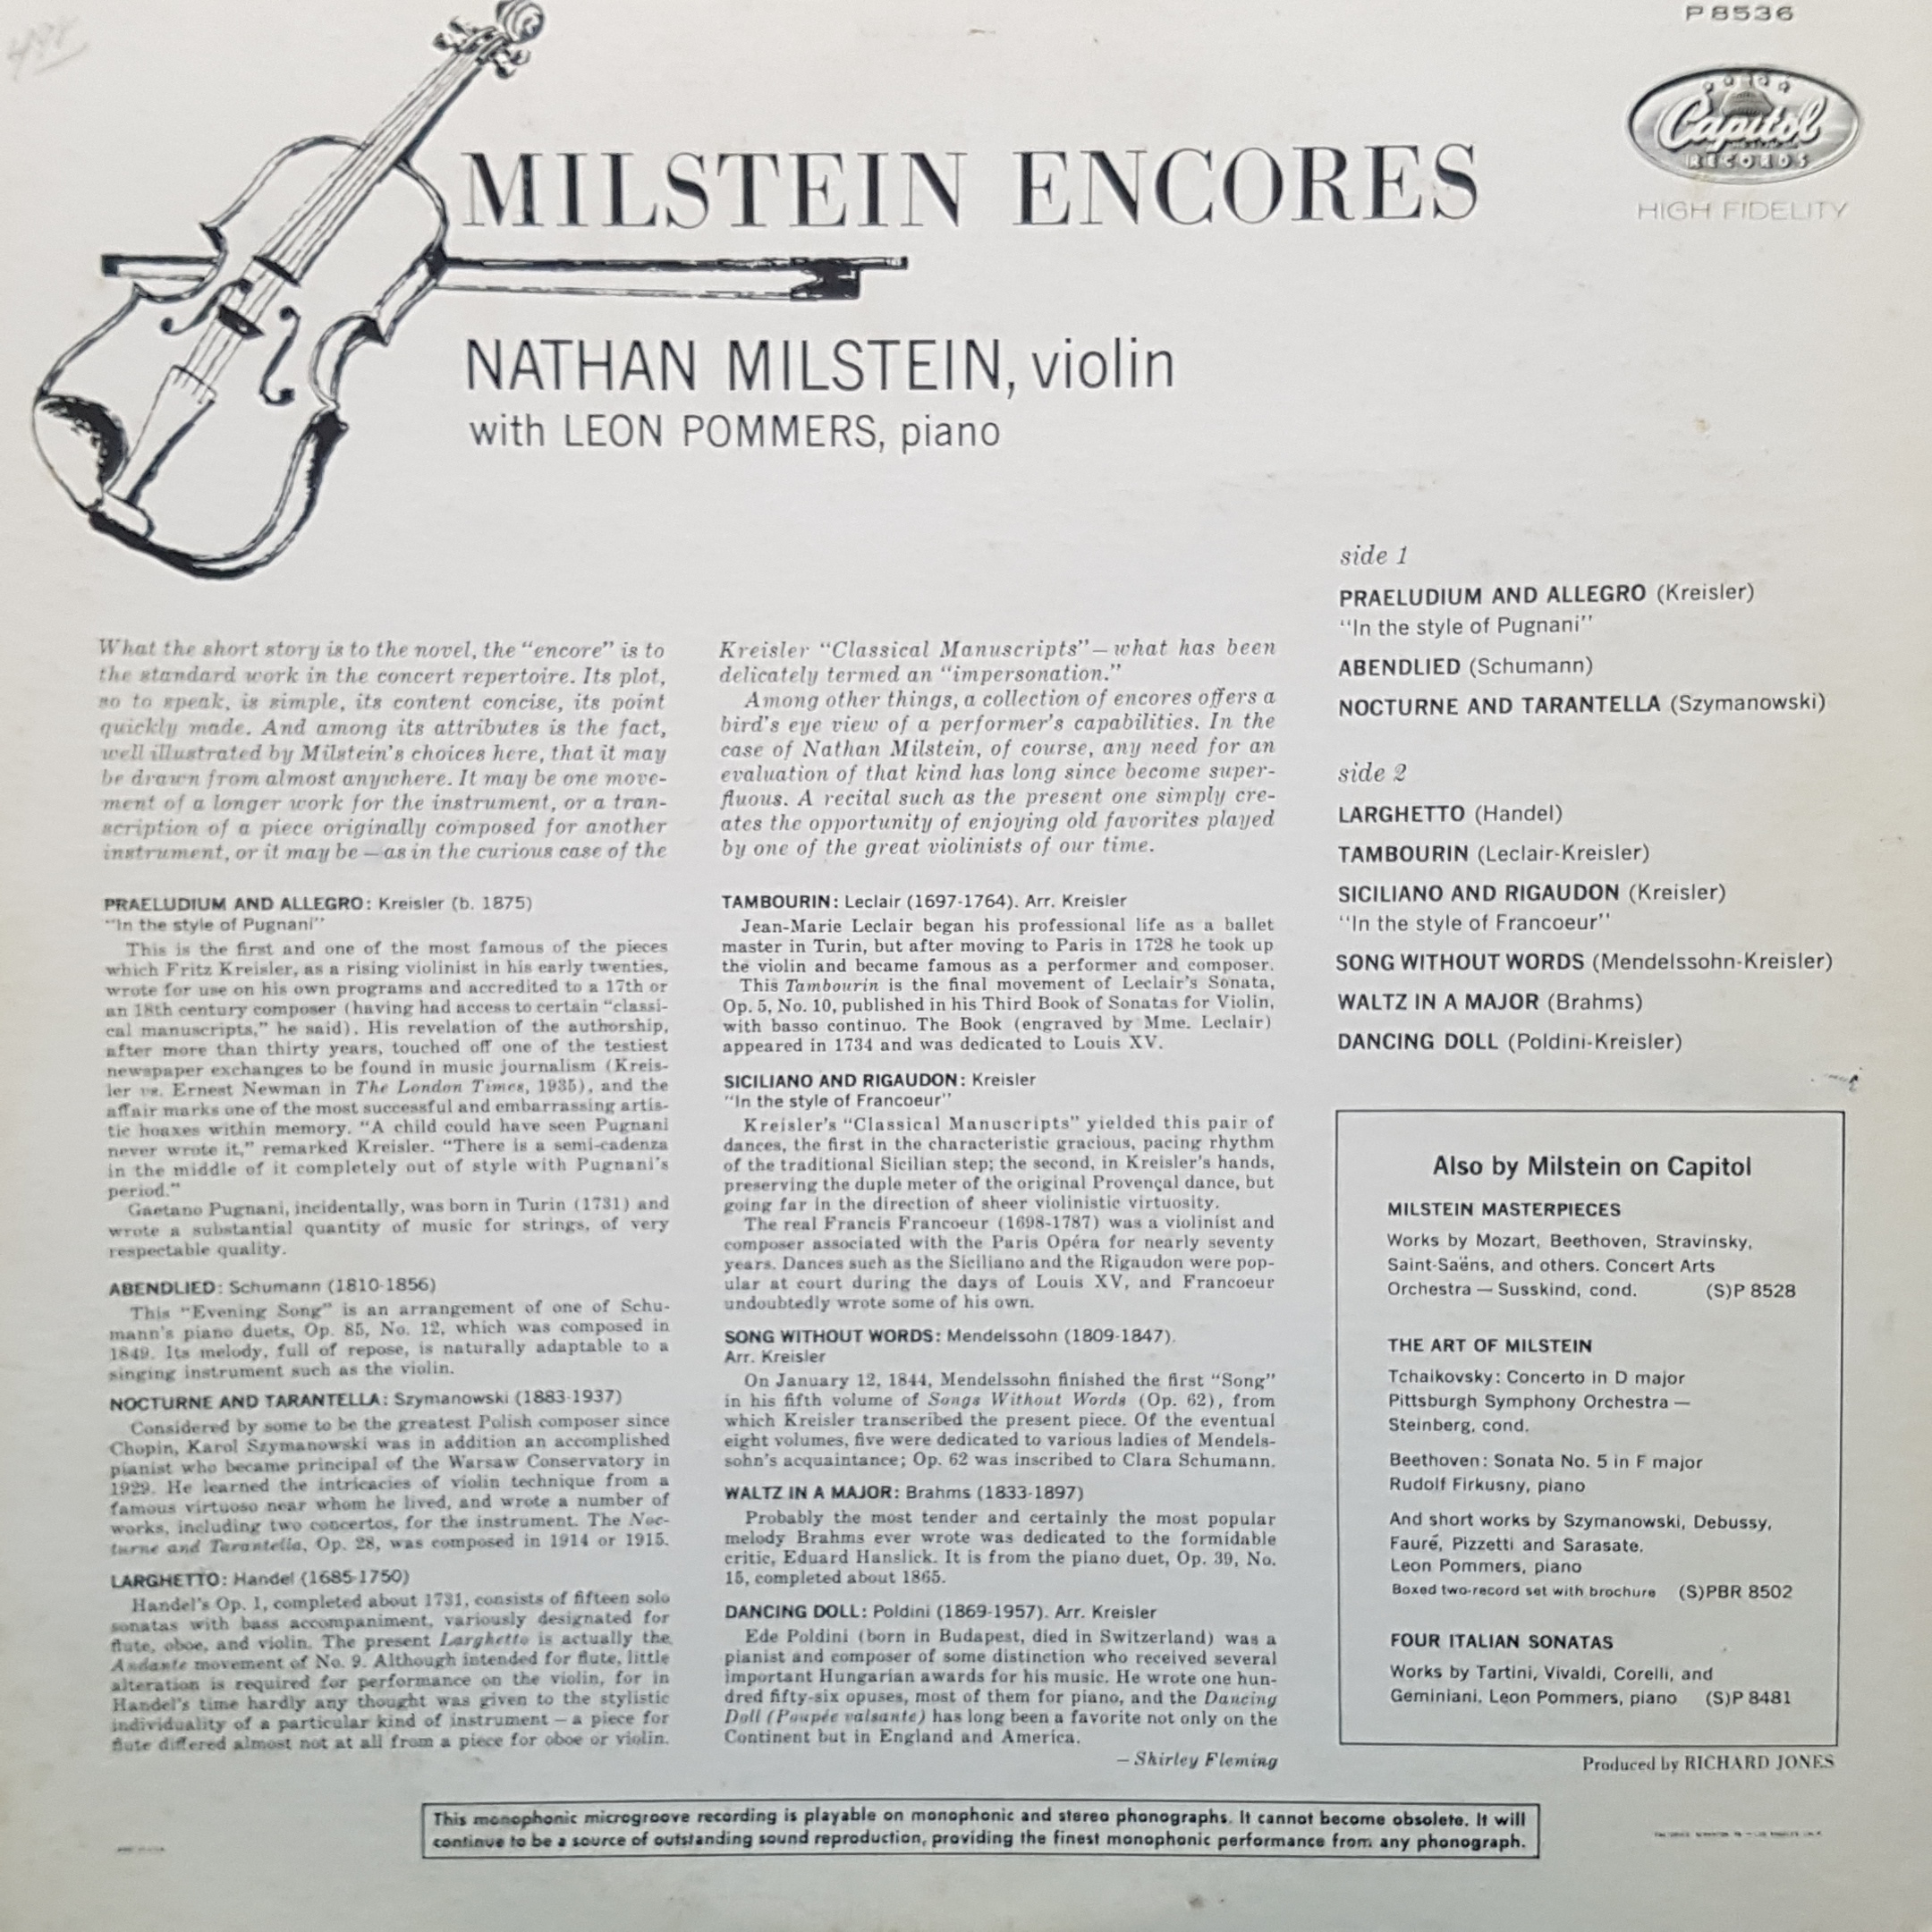 P 8536
Capitol
RECORDS
HIGH FIDELITY
MILSTEIN ENCORES
NATHAN MILSTEIN, violin
with LEON POMMERS, piano
What the short story is to the novel, the “encore” is to
the standard work in the concert repertoire. Its plot,
so to speak, is simple, its content concise, its point
quickly made. And among its attributes is the fact,
well illustrated by Milstein's choices here, that it may
be drawn from almost anywhere. It may be one move-
ment of a longer work for the instrument, or a tran-
scription of a piece originally composed for another
instrument, or it may be — as in the curious case of the
Kreisler “Classical Manuscripts” — what has been
delicately termed an “impersonation.”
Among other things, a collection of encores offers a
bird's eye view of a performer's capabilities. In the
case of Nathan Milstein, of course, any need for an
evaluation of that kind has long since become super-
fluous. A recital such as the present one simply cre-
ates the opportunity of enjoying old favorites played
by one of the great violinists of our time.
PRAELUDIUM AND ALLEGRO: Kreisler (b. 1875)
“In the style of Pugnani”
This is the first and one of the most famous of the pieces
which Fritz Kreisler, as a rising violinist in his early twenties,
wrote for use on his own programs and accredited to a 17th or
an 18th century composer (having had access to certain “classi-
cal manuscripts,” he said). His revelation of the authorship,
after more than thirty years, touched off one of the testiest
newspaper exchanges to be found in music journalism (Kreis-
ler vs. Ernest Newman in The London Times, 1935), and the
affair marks one of the most successful and embarrassing artis-
tic hoaxes within memory. “A child could have seen Pugnani
never wrote it,” remarked Kreisler. “There is a semi-cadenza
in the middle of it completely out of style with Pugnani's
period.”
Gaetano Pugnani, incidentally, was born in Turin (1731) and
wrote a substantial quantity of music for strings, of very
respectable quality.
ABENDLIED: Schumann (1810-1856)
This “Evening Song” is an arrangement of one of Schu-
mann's piano duets, Op. 85, No. 12, which was composed in
1849. Its melody, full of repose, is naturally adaptable to a
singing instrument such as the violin.
NOCTURNE AND TARANTELLA: Szymanowski (1883-1937)
Considered by some to be the greatest Polish composer since
Chopin, Karol Szymanowski was in addition an accomplished
pianist who became principal of the Warsaw Conservatory in
1929. He learned the intricacies of violin technique from a
famous virtuoso near whom he lived, and wrote a number of
works, including two concertos, for the instrument. The Noc-
turne and Tarantella, Op. 28, was composed in 1914 or 1915.
LARGHETTO: Handel (1685-1750)
Handel's Op. 1, completed about 1731, consists of fifteen solo
sonatas with bass accompaniment, variously designated for
flute, oboe, and violin. The present Larghetto is actually the
Andante movement of No. 9. Although intended for flute, little
alteration is required for performance on the violin, for in
Handel's time hardly any thought was given to the stylistic
individuality of a particular kind of instrument — a piece for
flute differed almost not at all from a piece for oboe or violin.
TAMBOURIN: Leclair (1697-1764). Arr. Kreisler
Jean-Marie Leclair began his professional life as a ballet
master in Turin, but after moving to Paris in 1728 he took up
the violin and became famous as a performer and composer.
This Tambourin is the final movement of Leclair's Sonata,
Op. 5, No. 10, published in his Third Book of Sonatas for Violin,
with basso continuo. The Book (engraved by Mme. Leclair)
appeared in 1734 and was dedicated to Louis XV.
SICILIANO AND RIGAUDON: Kreisler
“In the style of Francoeur”
Kreisler's “Classical Manuscripts” yielded this pair of
dances, the first in the characteristic gracious, pacing rhythm
of the traditional Sicilian step; the second, in Kreisler's hands,
preserving the duple meter of the original Provençal dance, but
going far in the direction of sheer violinistic virtuosity.
The real Francis Francoeur (1698-1787) was a violinist and
composer associated with the Paris Opéra for nearly seventy
years. Dances such as the Siciliano and the Rigaudon were pop-
ular at court during the days of Louis XV, and Francoeur
undoubtedly wrote some of his own.
SONG WITHOUT WORDS: Mendelssohn (1809-1847).
Arr. Kreisler
On January 12, 1844, Mendelssohn finished the first “Song”
in his fifth volume of Songs Without Words (Op. 62), from
which Kreisler transcribed the present piece. Of the eventual
eight volumes, five were dedicated to various ladies of Mendels-
sohn's acquaintance; Op. 62 was inscribed to Clara Schumann.
WALTZ IN A MAJOR: Brahms (1833-1897)
Probably the most tender and certainly the most popular
melody Brahms ever wrote was dedicated to the formidable
critic, Eduard Hanslick. It is from the piano duet, Op. 39, No.
15, completed about 1865.
DANCING DOLL: Poldini (1869-1957). Arr. Kreisler
Ede Poldini (born in Budapest, died in Switzerland) was a
pianist and composer of some distinction who received several
important Hungarian awards for his music. He wrote one hun-
dred fifty-six opuses, most of them for piano, and the Dancing
Doll (Poupée valsante) has long been a favorite not only on the
Continent but in England and America.
— Shirley Fleming
side 1
PRAELUDIUM AND ALLEGRO (Kreisler)
“In the style of Pugnani”
ABENDLIED (Schumann)
NOCTURNE AND TARANTELLA (Szymanowski)
side 2
LARGHETTO (Handel)
TAMBOURIN (Leclair-Kreisler)
SICILIANO AND RIGAUDON (Kreisler)
“In the style of Francoeur”
SONG WITHOUT WORDS (Mendelssohn-Kreisler)
WALTZ IN A MAJOR (Brahms)
DANCING DOLL (Poldini-Kreisler)
Also by Milstein on Capitol
MILSTEIN MASTERPIECES
Works by Mozart, Beethoven, Stravinsky,
Saint-Saëns, and others. Concert Arts
Orchestra — Susskind, cond. (S)P 8528
THE ART OF MILSTEIN
Tchaikovsky: Concerto in D major
Pittsburgh Symphony Orchestra —
Steinberg, cond.
Beethoven: Sonata No. 5 in F major
Rudolf Firkusny, piano
And short works by Szymanowski, Debussy,
Fauré, Pizzetti and Sarasate.
Leon Pommers, piano
Boxed two-record set with brochure (S)PBR 8502
FOUR ITALIAN SONATAS
Works by Tartini, Vivaldi, Corelli, and
Geminiani. Leon Pommers, piano (S)P 8481
Produced by RICHARD JONES
This monophonic microgroove recording is playable on monophonic and stereo phonographs. It cannot become obsolete. It will
continue to be a source of outstanding sound reproduction, providing the finest monophonic performance from any phonograph.